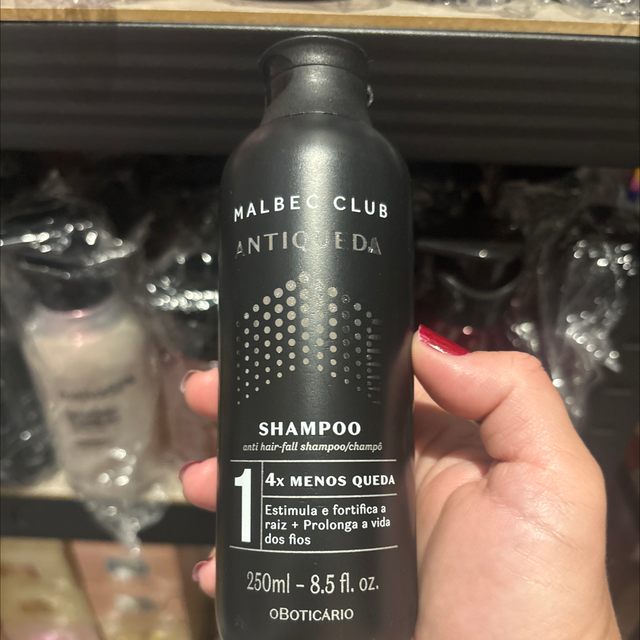 MALBEC CLUB
ANTIQUEDA
SHAMPOO
anti hair-fall shampoo/champô
1
4x MENOS QUEDA
Estimula e fortifica a
raiz + Prolonga a vida
dos fios
250ml – 8.5 fl. oz.
oBOTICÁRIO